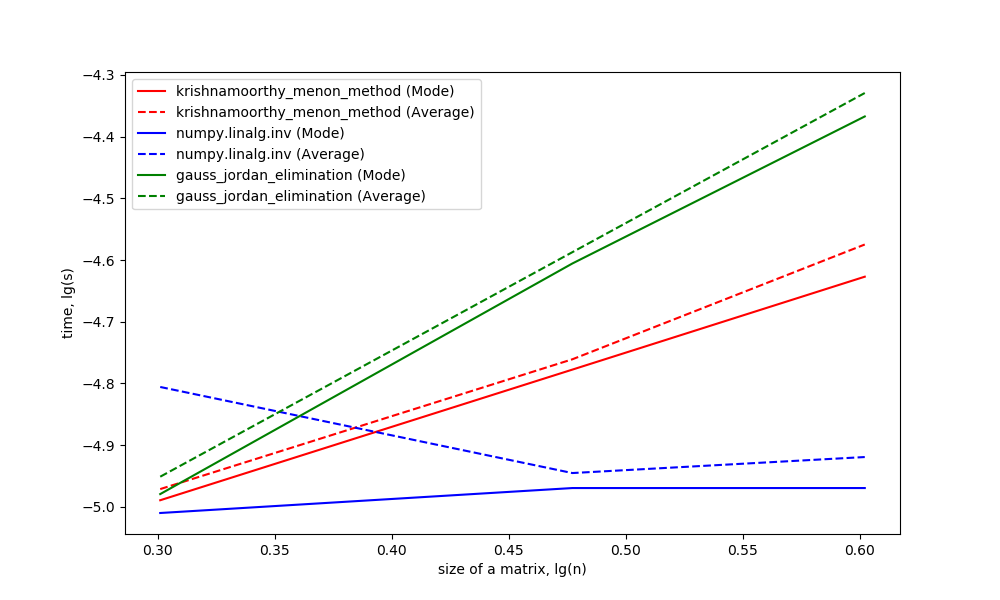 krishnamoorthy_menon_method (Mode)
krishnamoorthy_menon_method (Average)
numpy.linalg.inv (Mode)
numpy.linalg.inv (Average)
gauss_jordan_elimination (Mode)
gauss_jordan_elimination (Average)
time, lg(s)
−4.3
−4.4
−4.5
−4.6
−4.7
−4.8
−4.9
−5.0
0.30 0.35 0.40 0.45 0.50 0.55 0.60
size of a matrix, lg(n)